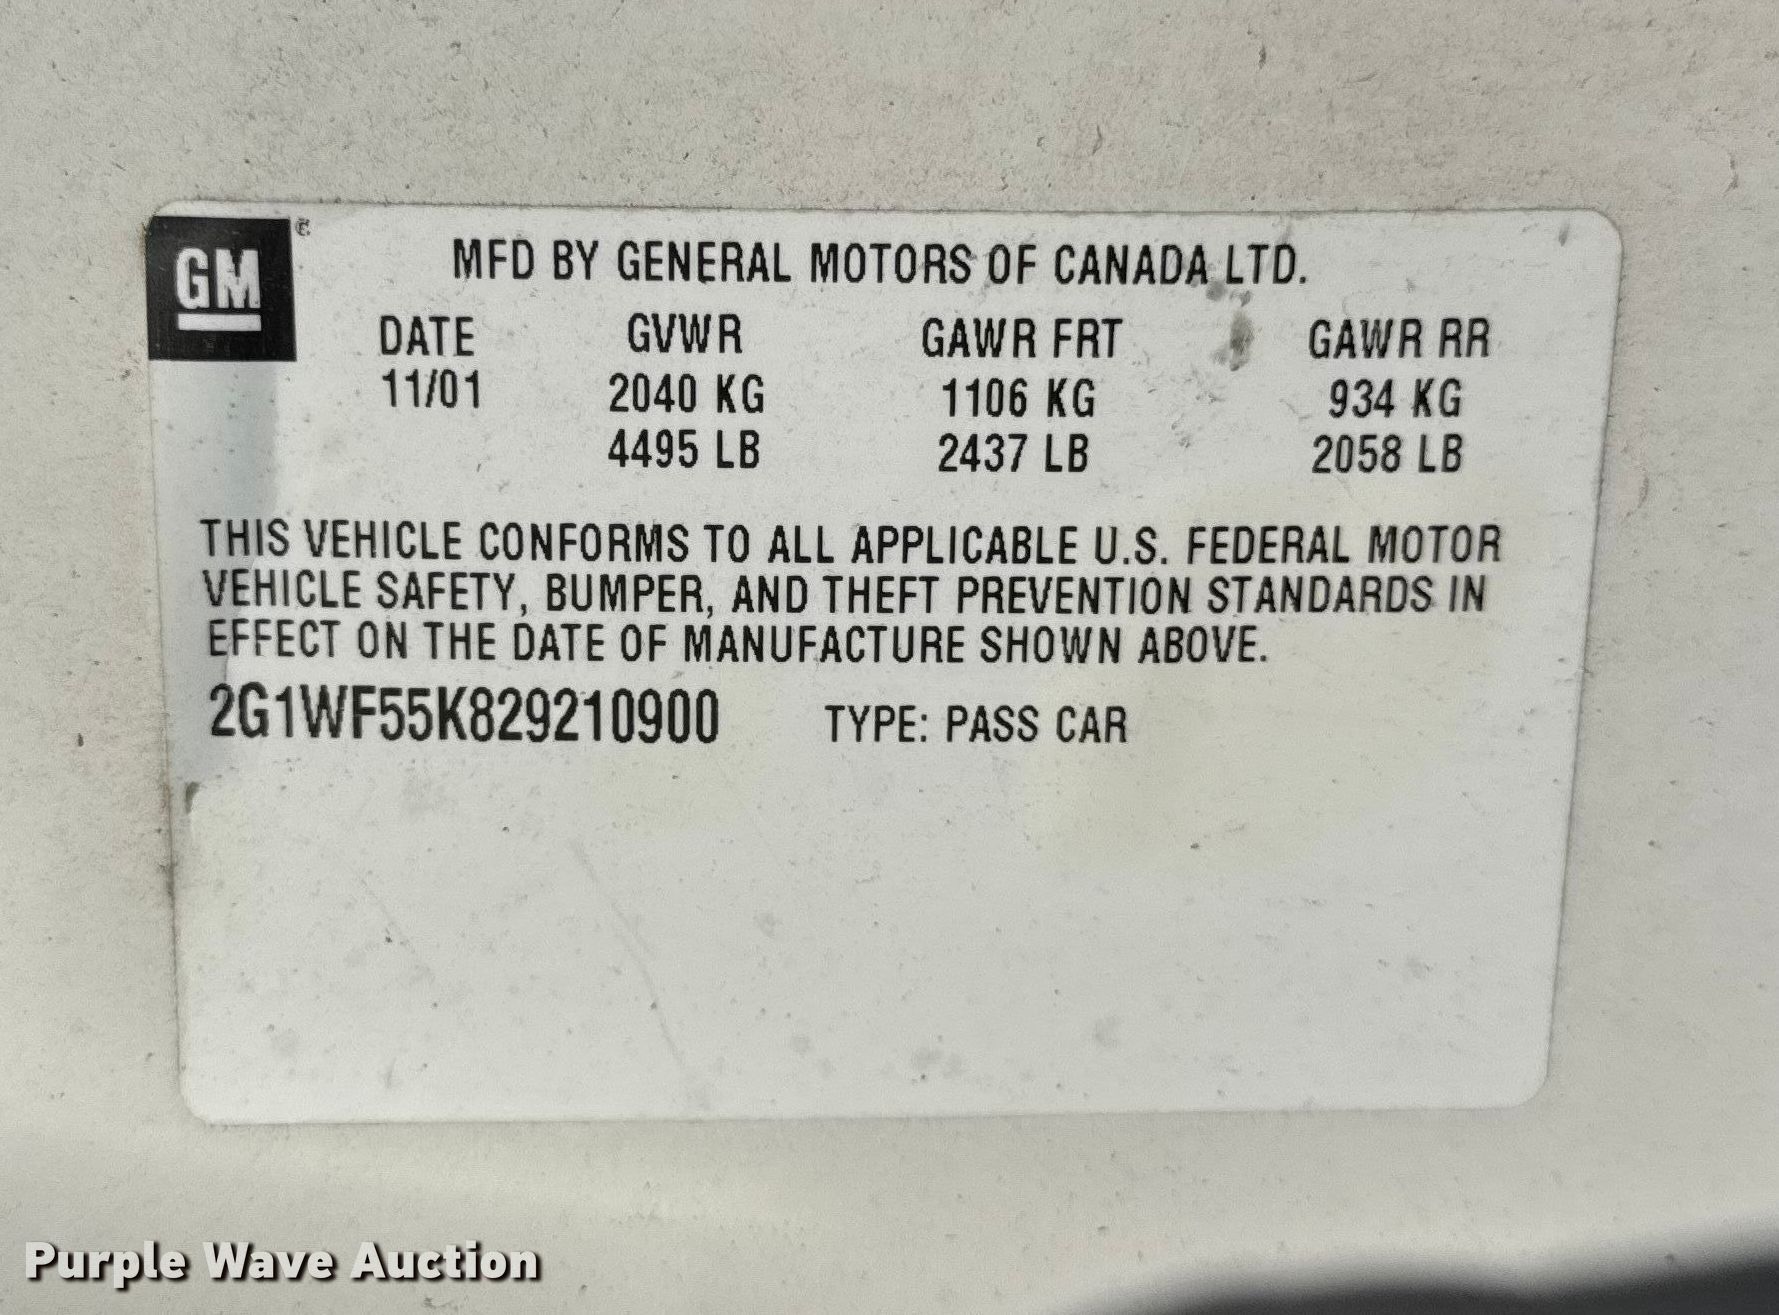 GM
MFD BY GENERAL MOTORS OF CANADA LTD.
DATE GVWR GAWR FRT GAWR RR
11/01 2040 KG 1106 KG 934 KG
4495 LB 2437 LB 2058 LB
THIS VEHICLE CONFORMS TO ALL APPLICABLE U.S. FEDERAL MOTOR
VEHICLE SAFETY, BUMPER, AND THEFT PREVENTION STANDARDS IN
EFFECT ON THE DATE OF MANUFACTURE SHOWN ABOVE.
2G1WF55K829210900 TYPE: PASS CAR
Purple Wave Auction